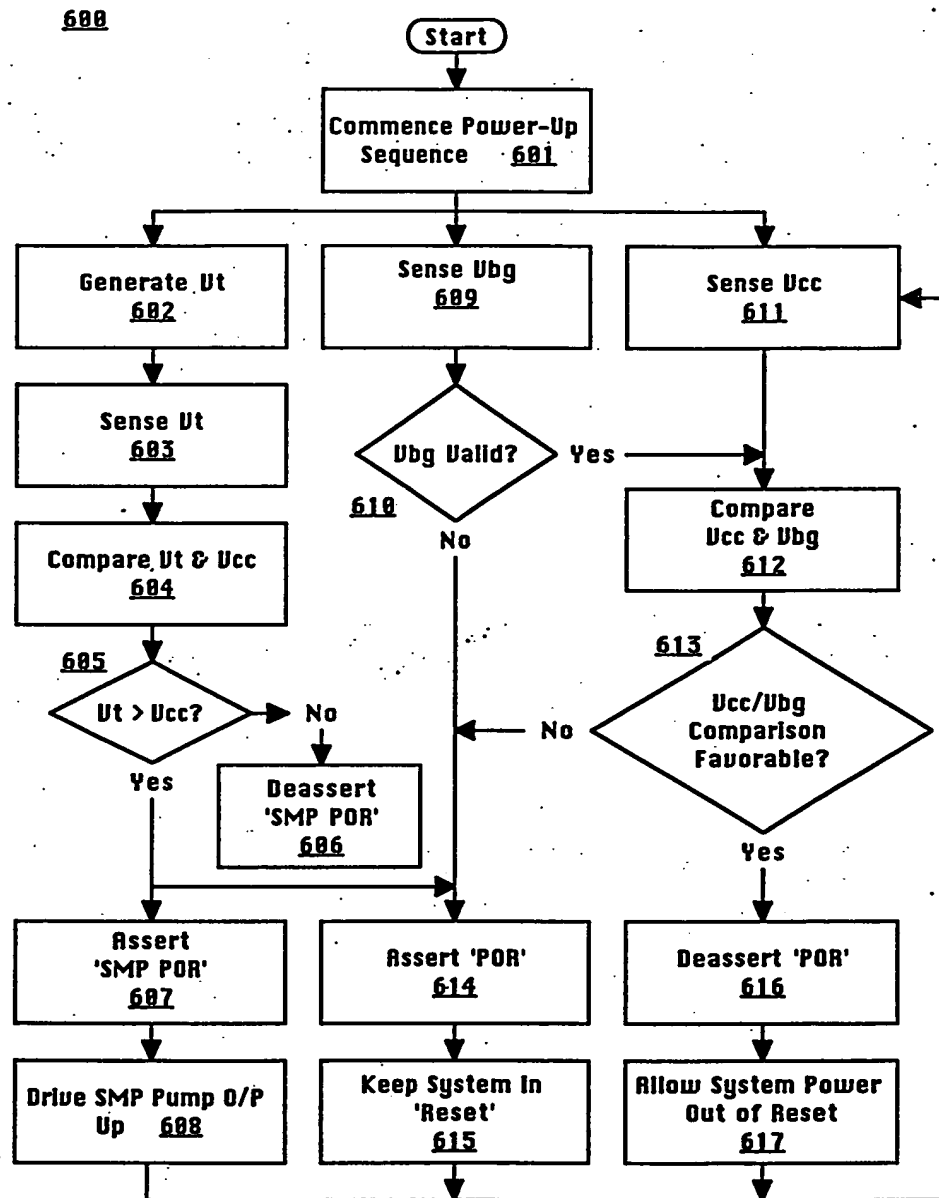 600
Start
Commence Power-Up
Sequence 601
Generate Vt
602
Sense Vbg
609
Sense Vcc
611
Sense Vt
603
Vbg Valid?
Yes
610
No
Compare Vt & Vcc
604
Compare
Vcc & Vbg
612
605
Vt > Vcc?
No
Yes
Deassert
'SMP POR'
606
613
Vcc/Vbg
Comparison
Favorable?
No
Yes
Assert
'SMP POR'
607
Assert 'POR'
614
Deassert 'POR'
616
Drive SMP Pump O/P
Up 608
Keep System In
'Reset'
615
Allow System Power
Out of Reset
617